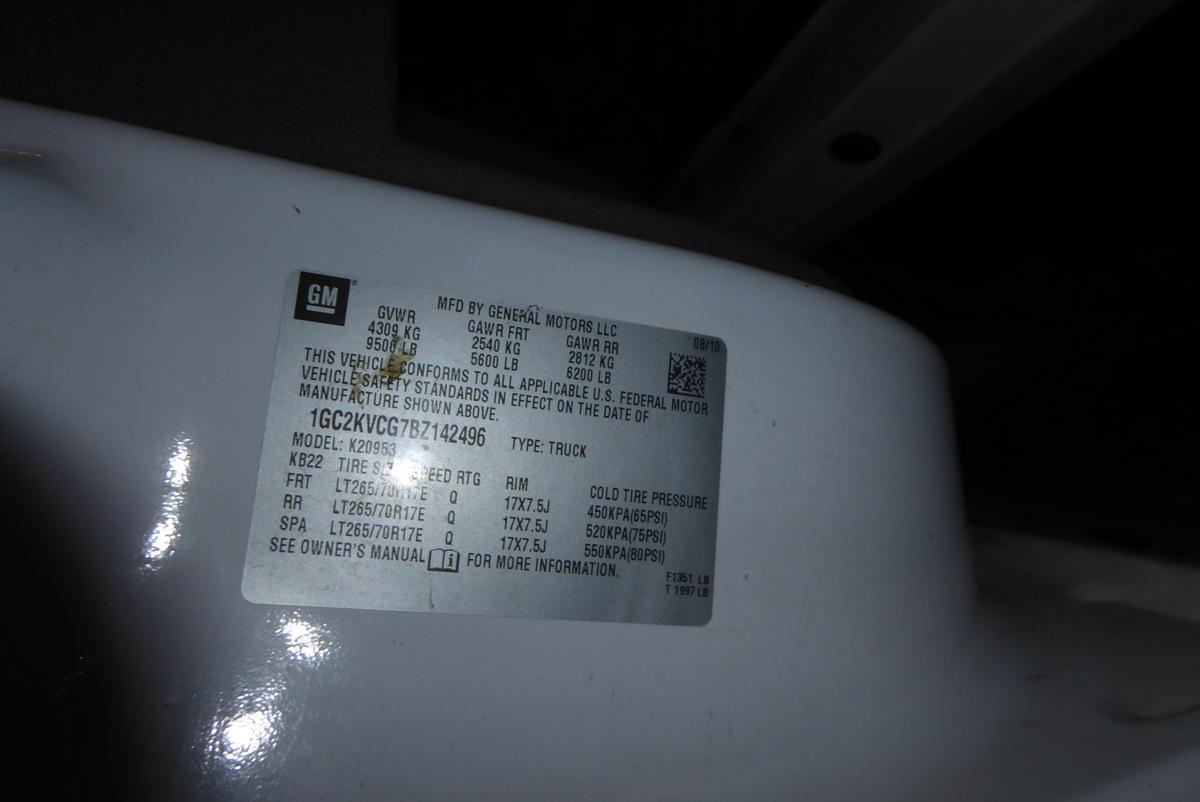 GM
MFD BY GENERAL MOTORS LLC
08/10
GVWR GAWR FRT GAWR RR
4309 KG 2540 KG 2812 KG
9500 LB 5600 LB 6200 LB
THIS VEHICLE CONFORMS TO ALL APPLICABLE U.S. FEDERAL MOTOR
VEHICLE SAFETY STANDARDS IN EFFECT ON THE DATE OF
MANUFACTURE SHOWN ABOVE.
1GC2KVCG7BZ142496 TYPE: TRUCK
MODEL: K20953
KB22 TIRE SIZE SPEED RTG RIM COLD TIRE PRESSURE
FRT LT265/70R17E Q 17X7.5J 450KPA(65PSI)
RR LT265/70R17E Q 17X7.5J 520KPA(75PSI)
SPA LT265/70R17E Q 17X7.5J 550KPA(80PSI)
SEE OWNER'S MANUAL FOR MORE INFORMATION.
F1351 LB
T 1997 LB